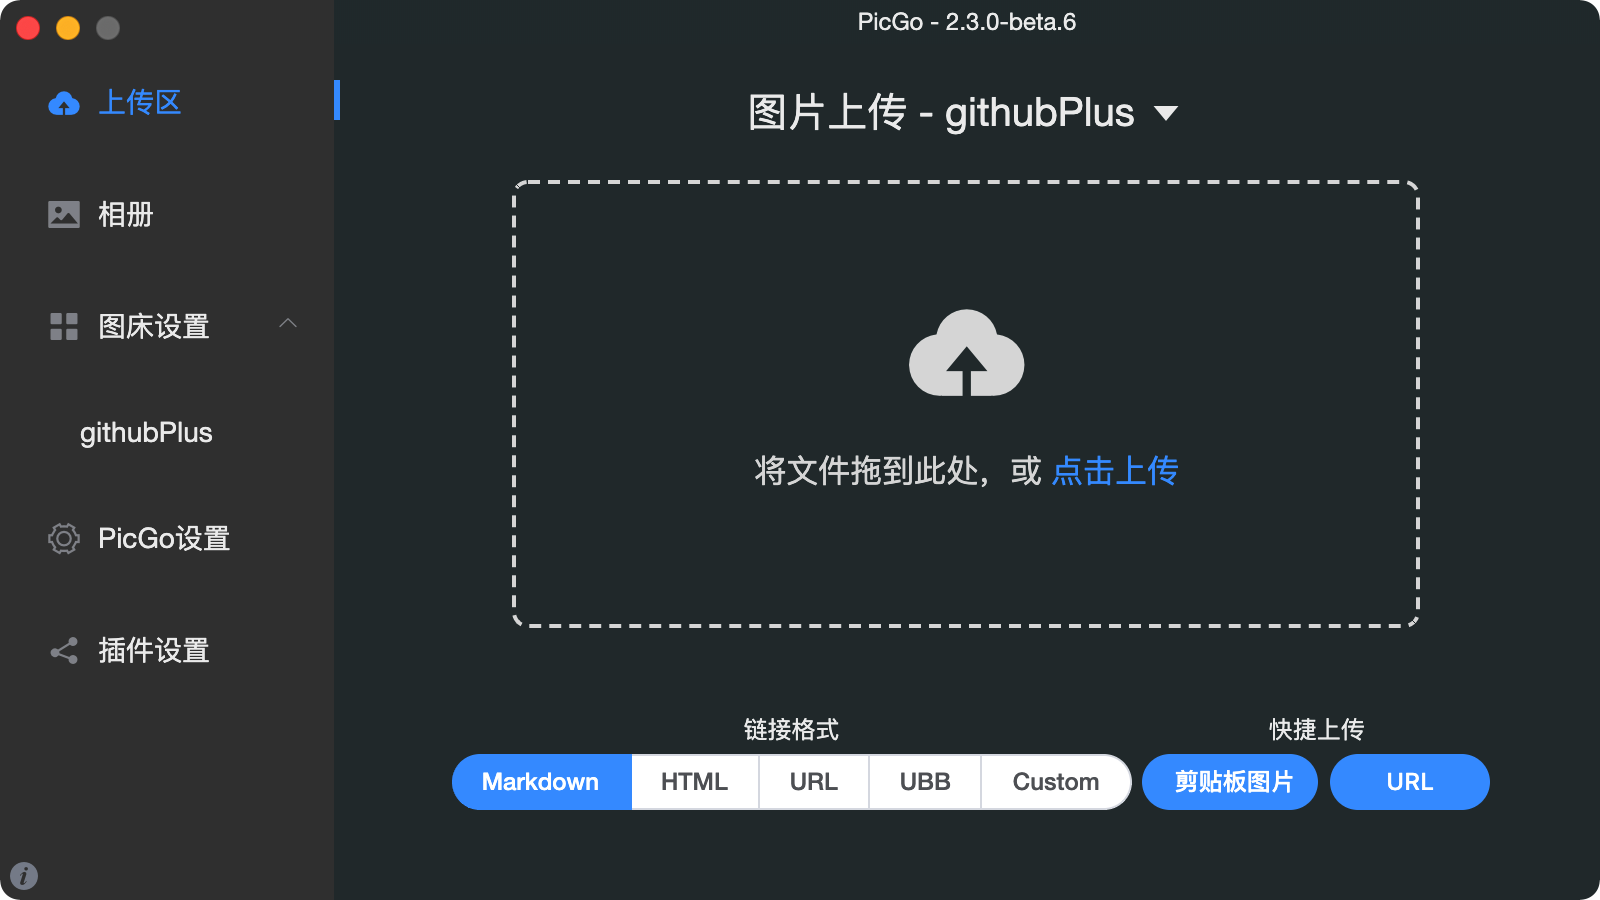 PicGo - 2.3.0-beta.6
上传区
相册
图床设置
githubPlus
PicGo设置
插件设置
图片上传 - githubPlus
将文件拖到此处，或 点击上传
链接格式
Markdown
HTML
URL
UBB
Custom
快捷上传
剪贴板图片
URL
i